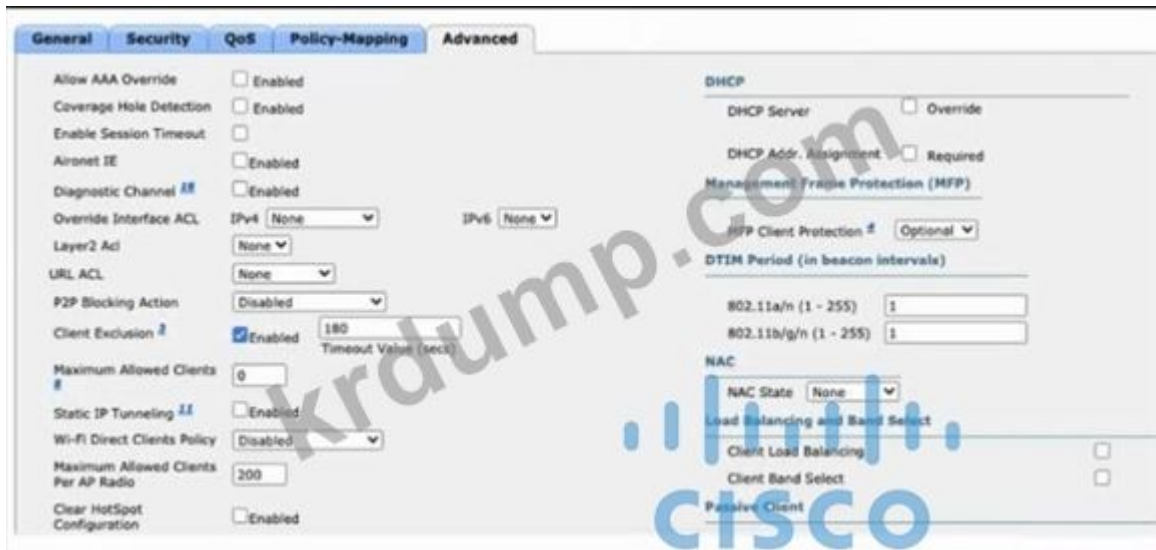 General Security QoS Policy-Mapping Advanced
Allow AAA Override Enabled
Coverage Hole Detection Enabled
Enable Session Timeout
Aironet IE Enabled
Diagnostic Channel 18 Enabled
Override Interface ACL IPv4 None IPv6 None
Layer2 Acl None
URL ACL None
P2P Blocking Action Disabled
Client Exclusion 3 Enabled 180
Timeout Value (secs)
Maximum Allowed Clients 8 0
Static IP Tunneling 11 Enabled
Wi-Fi Direct Clients Policy Disabled
Maximum Allowed Clients Per AP Radio 200
Clear HotSpot Configuration Enabled
DHCP
DHCP Server Override
DHCP Addr. Assignment Required
Management Frame Protection (MFP)
MFP Client Protection 4 Optional
DTIM Period (in beacon intervals)
802.11a/n (1 - 255) 1
802.11b/g/n (1 - 255) 1
NAC
NAC State None
Load Balancing and Band Select
Client Load Balancing
Client Band Select
Passive Client
krdump.com
CISCO